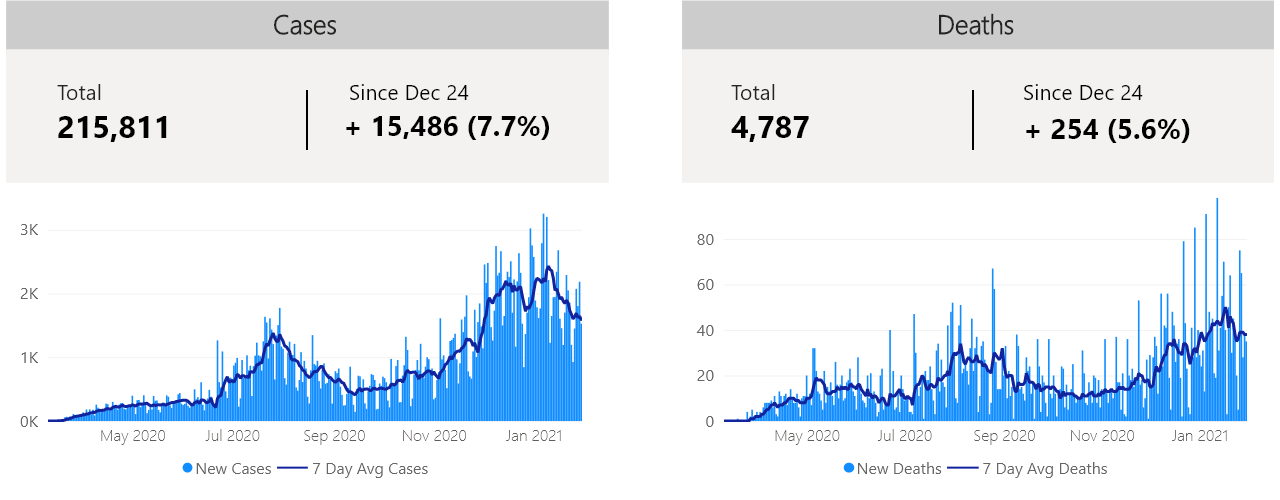 Cases
Total
215,811
Since Dec 24
+ 15,486 (7.7%)
3K
2K
1K
0K
May 2020 Jul 2020 Sep 2020 Nov 2020 Jan 2021
New Cases 7 Day Avg Cases
Deaths
Total
4,787
Since Dec 24
+ 254 (5.6%)
80
60
40
20
0
May 2020 Jul 2020 Sep 2020 Nov 2020 Jan 2021
New Deaths 7 Day Avg Deaths